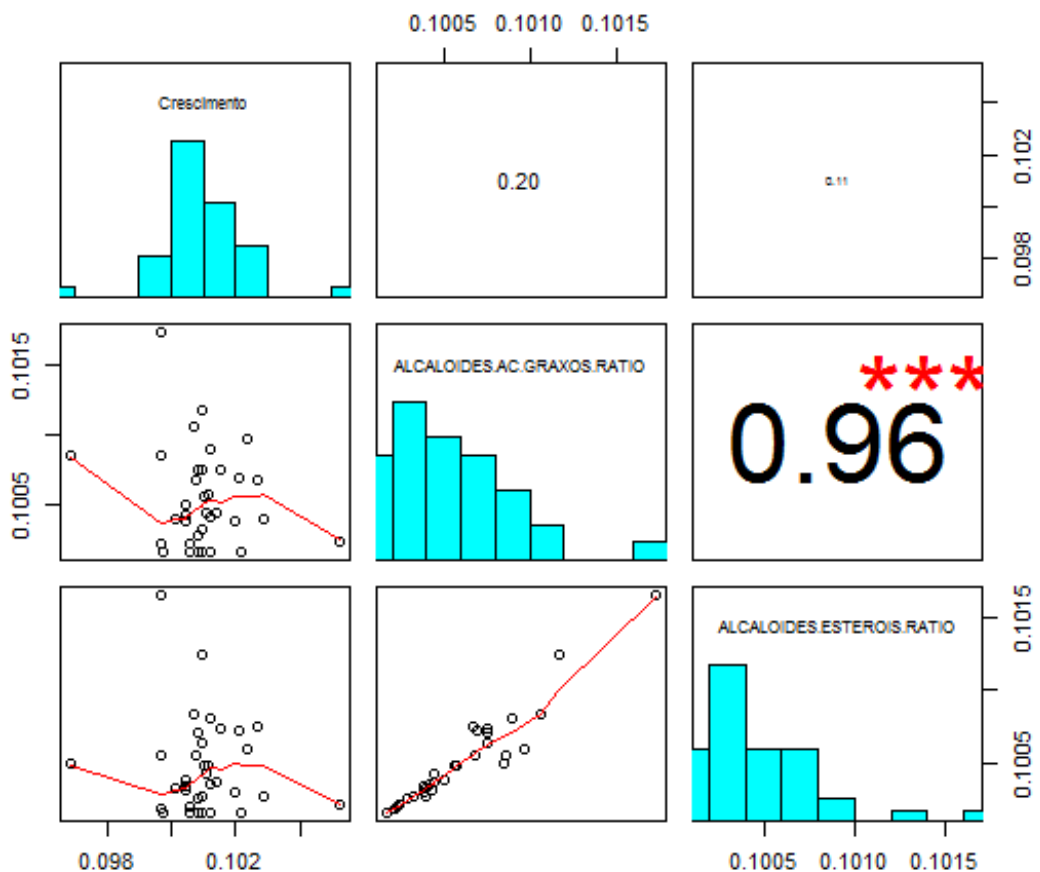 0.1005 0.1010 0.1015
Crescimento
0.20
0.11
0.102
0.098
0.1015
0.1005
ALCALOIDES.AC.GRAXOS.RATIO
0.96
***
ALCALOIDES.ESTEROIS.RATIO
0.1015
0.1005
0.098 0.102
0.1005 0.1010 0.1015